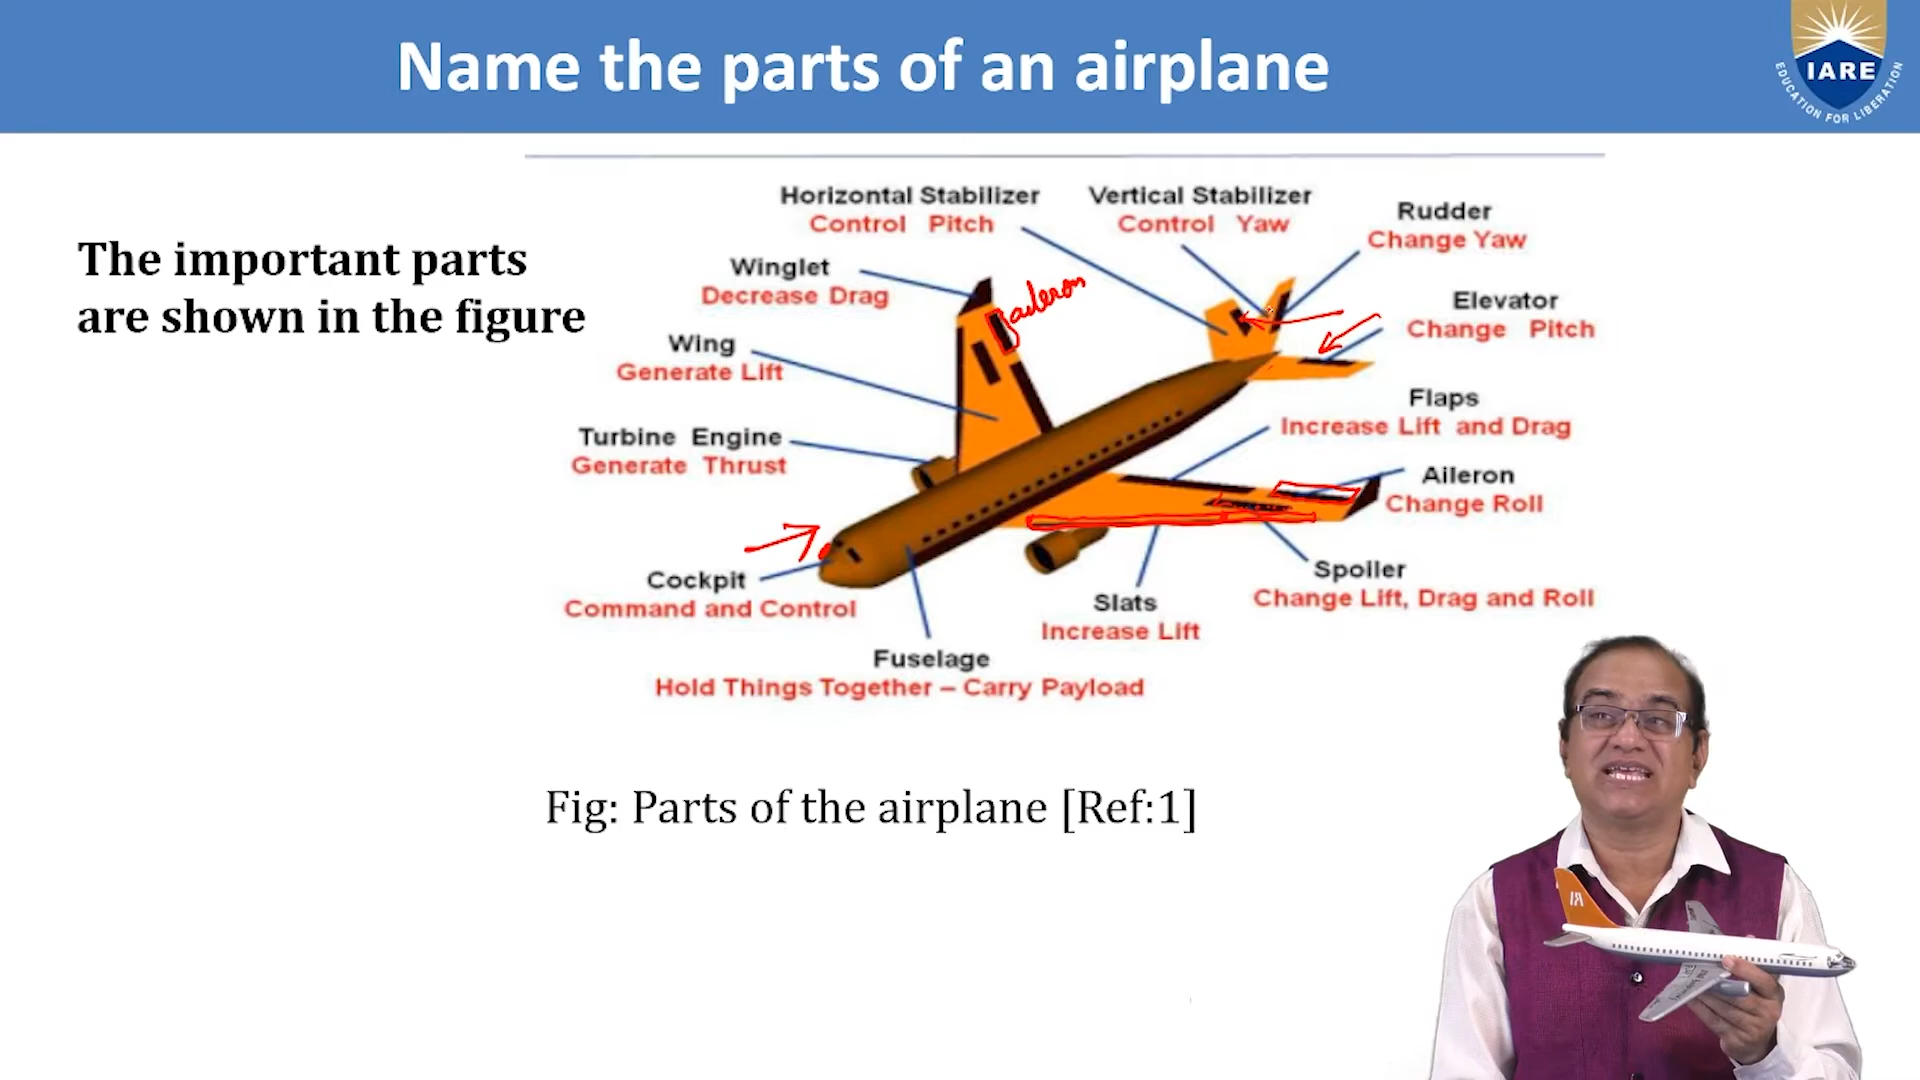 Name the parts of an airplane
IARE
EDUCATION FOR LIBERATION
The important parts
are shown in the figure
Horizontal Stabilizer
Control Pitch
Vertical Stabilizer
Control Yaw
Rudder
Change Yaw
Winglet
Decrease Drag
aileron
Elevator
Change Pitch
Wing
Generate Lift
Flaps
Increase Lift and Drag
Turbine Engine
Generate Thrust
Aileron
Change Roll
Cockpit
Command and Control
Spoiler
Change Lift, Drag and Roll
Slats
Increase Lift
Fuselage
Hold Things Together – Carry Payload
Fig: Parts of the airplane [Ref:1]